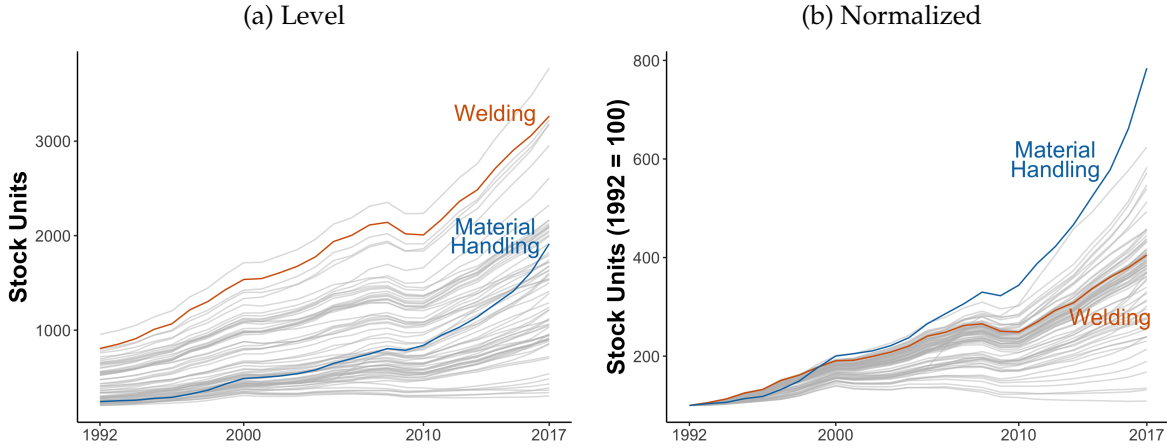 (a) Level
Stock Units
3000
2000
1000
1992
2000
2010
2017
Welding
Material
Handling
(b) Normalized
Stock Units (1992 = 100)
800
600
400
200
1992
2000
2010
2017
Material
Handling
Welding